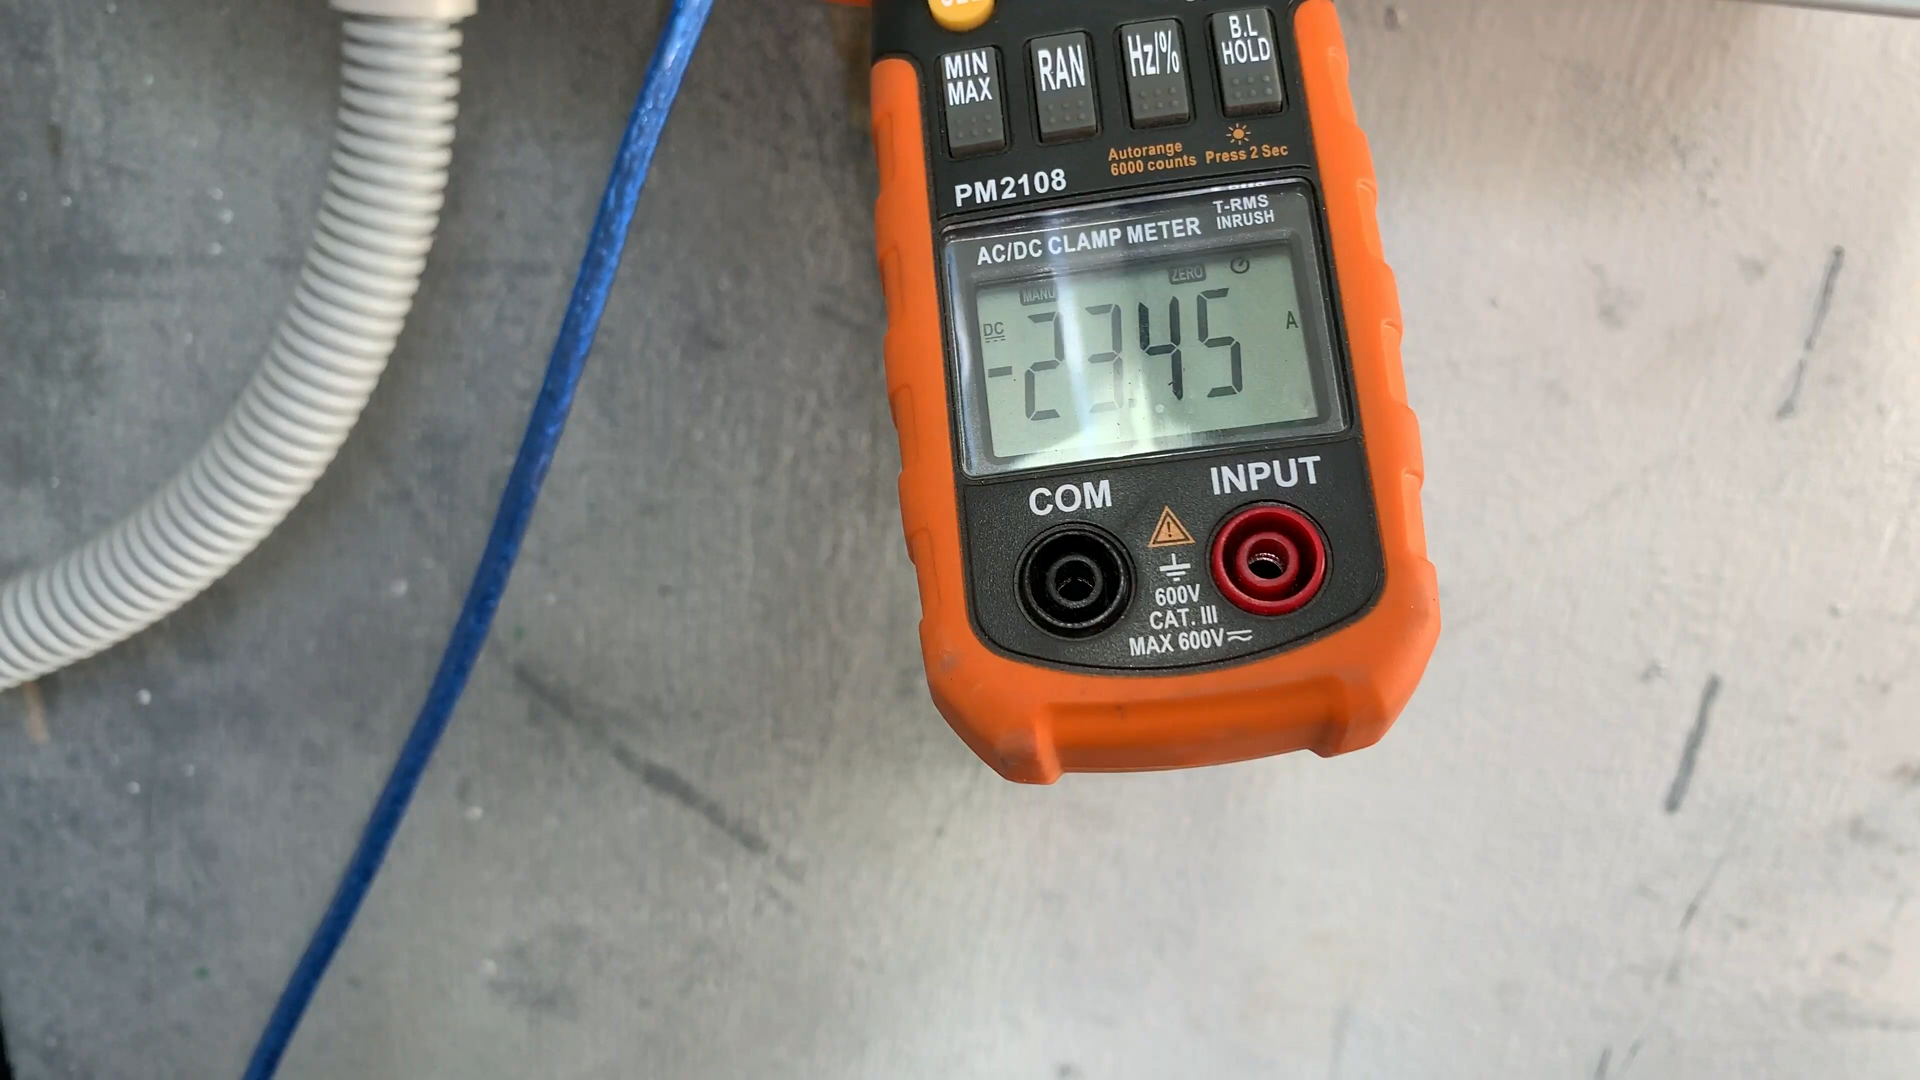 MIN
MAX
RAN
Hz/%
B.L
HOLD
Autorange
6000 counts
Press 2 Sec
PM2108
T-RMS
INRUSH
AC/DC CLAMP METER
ZERO
MANU
DC
-23.45
A
COM
INPUT
600V
CAT. III
MAX 600V